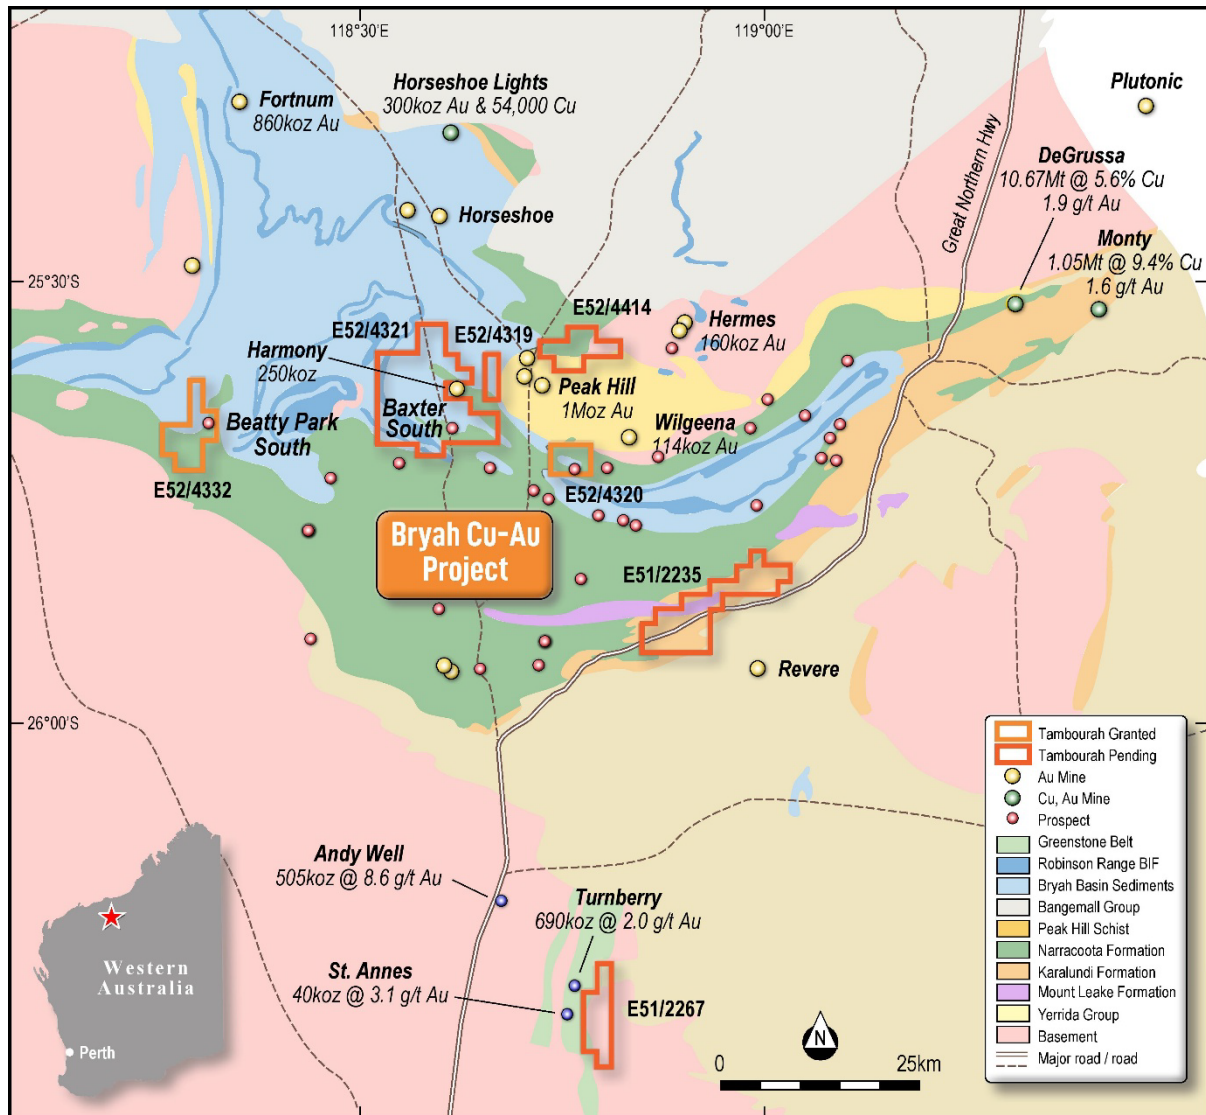 118°30'E
119°00'E
Fortnum
860koz Au
Horseshoe Lights
300koz Au & 54,000 Cu
Plutonic
DeGrussa
10.67Mt @ 5.6% Cu
1.9 g/t Au
Great Northern Hwy
Horseshoe
Monty
1.05Mt @ 9.4% Cu
1.6 g/t Au
25°30'S
E52/4414
E52/4321
E52/4319
Hermes
160koz Au
Harmony
250koz
Peak Hill
1Moz Au
Baxter
South
Beatty Park
South
Wilgeena
114koz Au
E52/4332
E52/4320
Bryah Cu-Au
Project
E51/2235
Revere
26°00'S
Tambourah Granted
Tambourah Pending
Au Mine
Cu, Au Mine
Prospect
Greenstone Belt
Robinson Range BIF
Bryah Basin Sediments
Bangemall Group
Peak Hill Schist
Narracoota Formation
Karalundi Formation
Mount Leake Formation
Yerrida Group
Basement
Major road / road
Andy Well
505koz @ 8.6 g/t Au
Turnberry
690koz @ 2.0 g/t Au
St. Annes
40koz @ 3.1 g/t Au
E51/2267
Western
Australia
Perth
N
0
25km